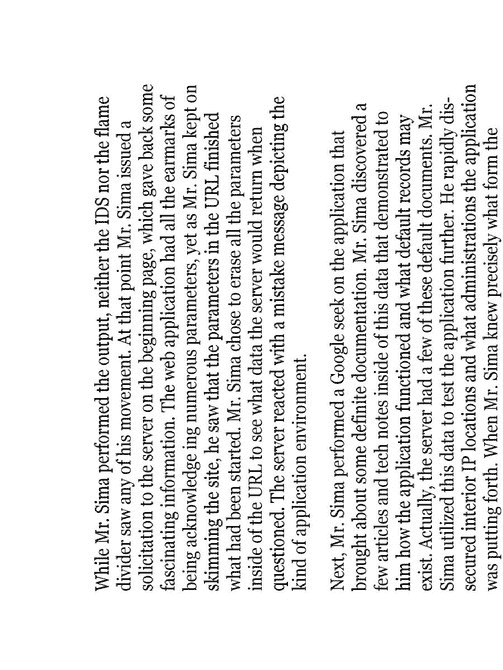 While Mr. Sima performed the output, neither the IDS nor the flame
divider saw any of his movement. At that point Mr. Sima issued a
solicitation to the server on the beginning page, which gave back some
fascinating information. The web application had all the earmarks of
being acknowledge ing numerous parameters, yet as Mr. Sima kept on
skimming the site, he saw that the parameters in the URL finished
what had been started. Mr. Sima chose to erase all the parameters
inside of the URL to see what data the server would return when
questioned. The server reacted with a mistake message depicting the
kind of application environment.
Next, Mr. Sima performed a Google seek on the application that
brought about some definite documentation. Mr. Sima discovered a
few articles and tech notes inside of this data that demonstrated to
him how the application functioned and what default records may
exist. Actually, the server had a few of these default documents. Mr.
Sima utilized this data to test the application further. He rapidly dis-
secured interior IP locations and what administrations the application
was putting forth. When Mr. Sima knew precisely what form the